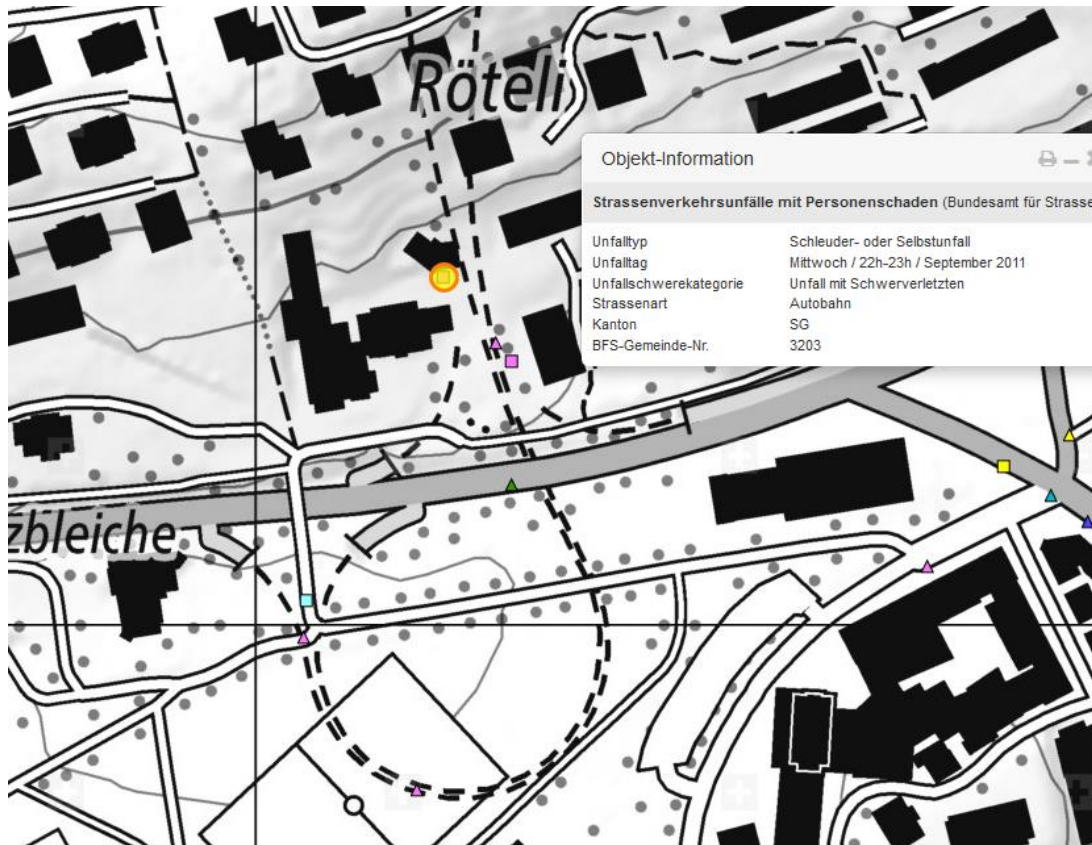 Röteli
Objekt-Information
Strassenverkehrsunfälle mit Personenschaden (Bundesamt für Strasse
Unfalltyp Schleuder- oder Selbstunfall
Unfalltag Mittwoch / 22h-23h / September 2011
Unfallschwerekategorie Unfall mit Schwerverletzten
Strassenart Autobahn
Kanton SG
BFS-Gemeinde-Nr. 3203
zbleiche